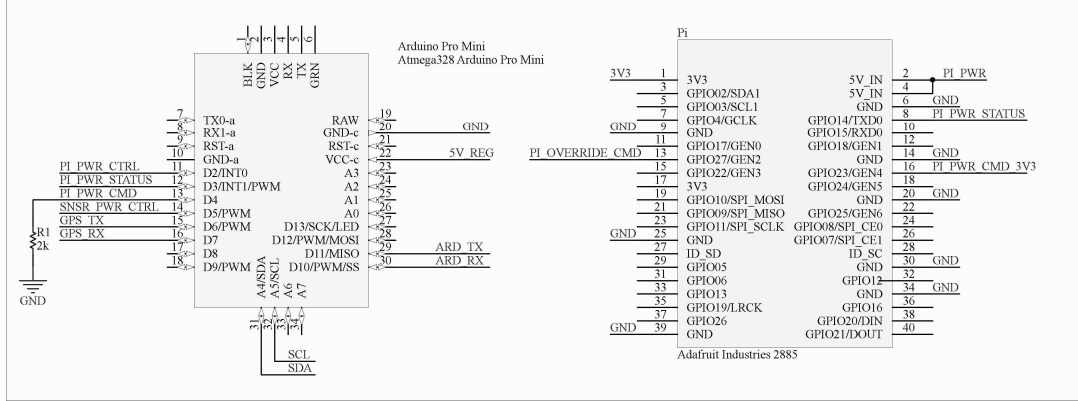 Arduino Pro Mini
Atmega328 Arduino Pro Mini
1 2 3 4 5 6
BLK GND VCC RX TX GRN
7 TX0-a RAW 19
8 RX1-a GND-c 20 GND
9 RST-a RST-c 21
10 GND-a VCC-c 22 5V_REG
PI_PWR_CTRL 11 D2/INT0 A3 23
PI_PWR_STATUS 12 D3/INT1/PWM A2 24
PI_PWR_CMD 13 D4 A1 25
SNSR_PWR_CTRL 14 D5/PWM A0 26
GPS_TX 15 D6/PWM D13/SCK/LED 27
GPS_RX 16 D7 D12/PWM/MOSI 28
17 D8 D11/MISO 29 ARD_TX
18 D9/PWM D10/PWM/SS 30 ARD_RX
R1
2k
GND
A4/SDA A5/SCL A6 A7
31 32 33 34
SCL
SDA
Pi
3V3 1 3V3 5V_IN 2 PI_PWR
3 GPIO02/SDA1 5V_IN 4
5 GPIO03/SCL1 GND 6 GND
7 GPIO4/GCLK GPIO14/TXD0 8 PI_PWR_STATUS
GND 9 GND GPIO15/RXD0 10
11 GPIO17/GEN0 GPIO18/GEN1 12
PI_OVERRIDE_CMD 13 GPIO27/GEN2 GND 14 GND
15 GPIO22/GEN3 GPIO23/GEN4 16 PI_PWR_CMD_3V3
17 3V3 GPIO24/GEN5 18
19 GPIO10/SPI_MOSI GND 20 GND
21 GPIO09/SPI_MISO GPIO25/GEN6 22
23 GPIO11/SPI_SCLK GPIO08/SPI_CE0 24
GND 25 GND GPIO07/SPI_CE1 26
27 ID_SD ID_SC 28
29 GPIO05 GND 30 GND
31 GPIO06 GPIO12 32
33 GPIO13 GND 34 GND
35 GPIO19/LRCK GPIO16 36
37 GPIO26 GPIO20/DIN 38
GND 39 GND GPIO21/DOUT 40
Adafruit Industries 2885